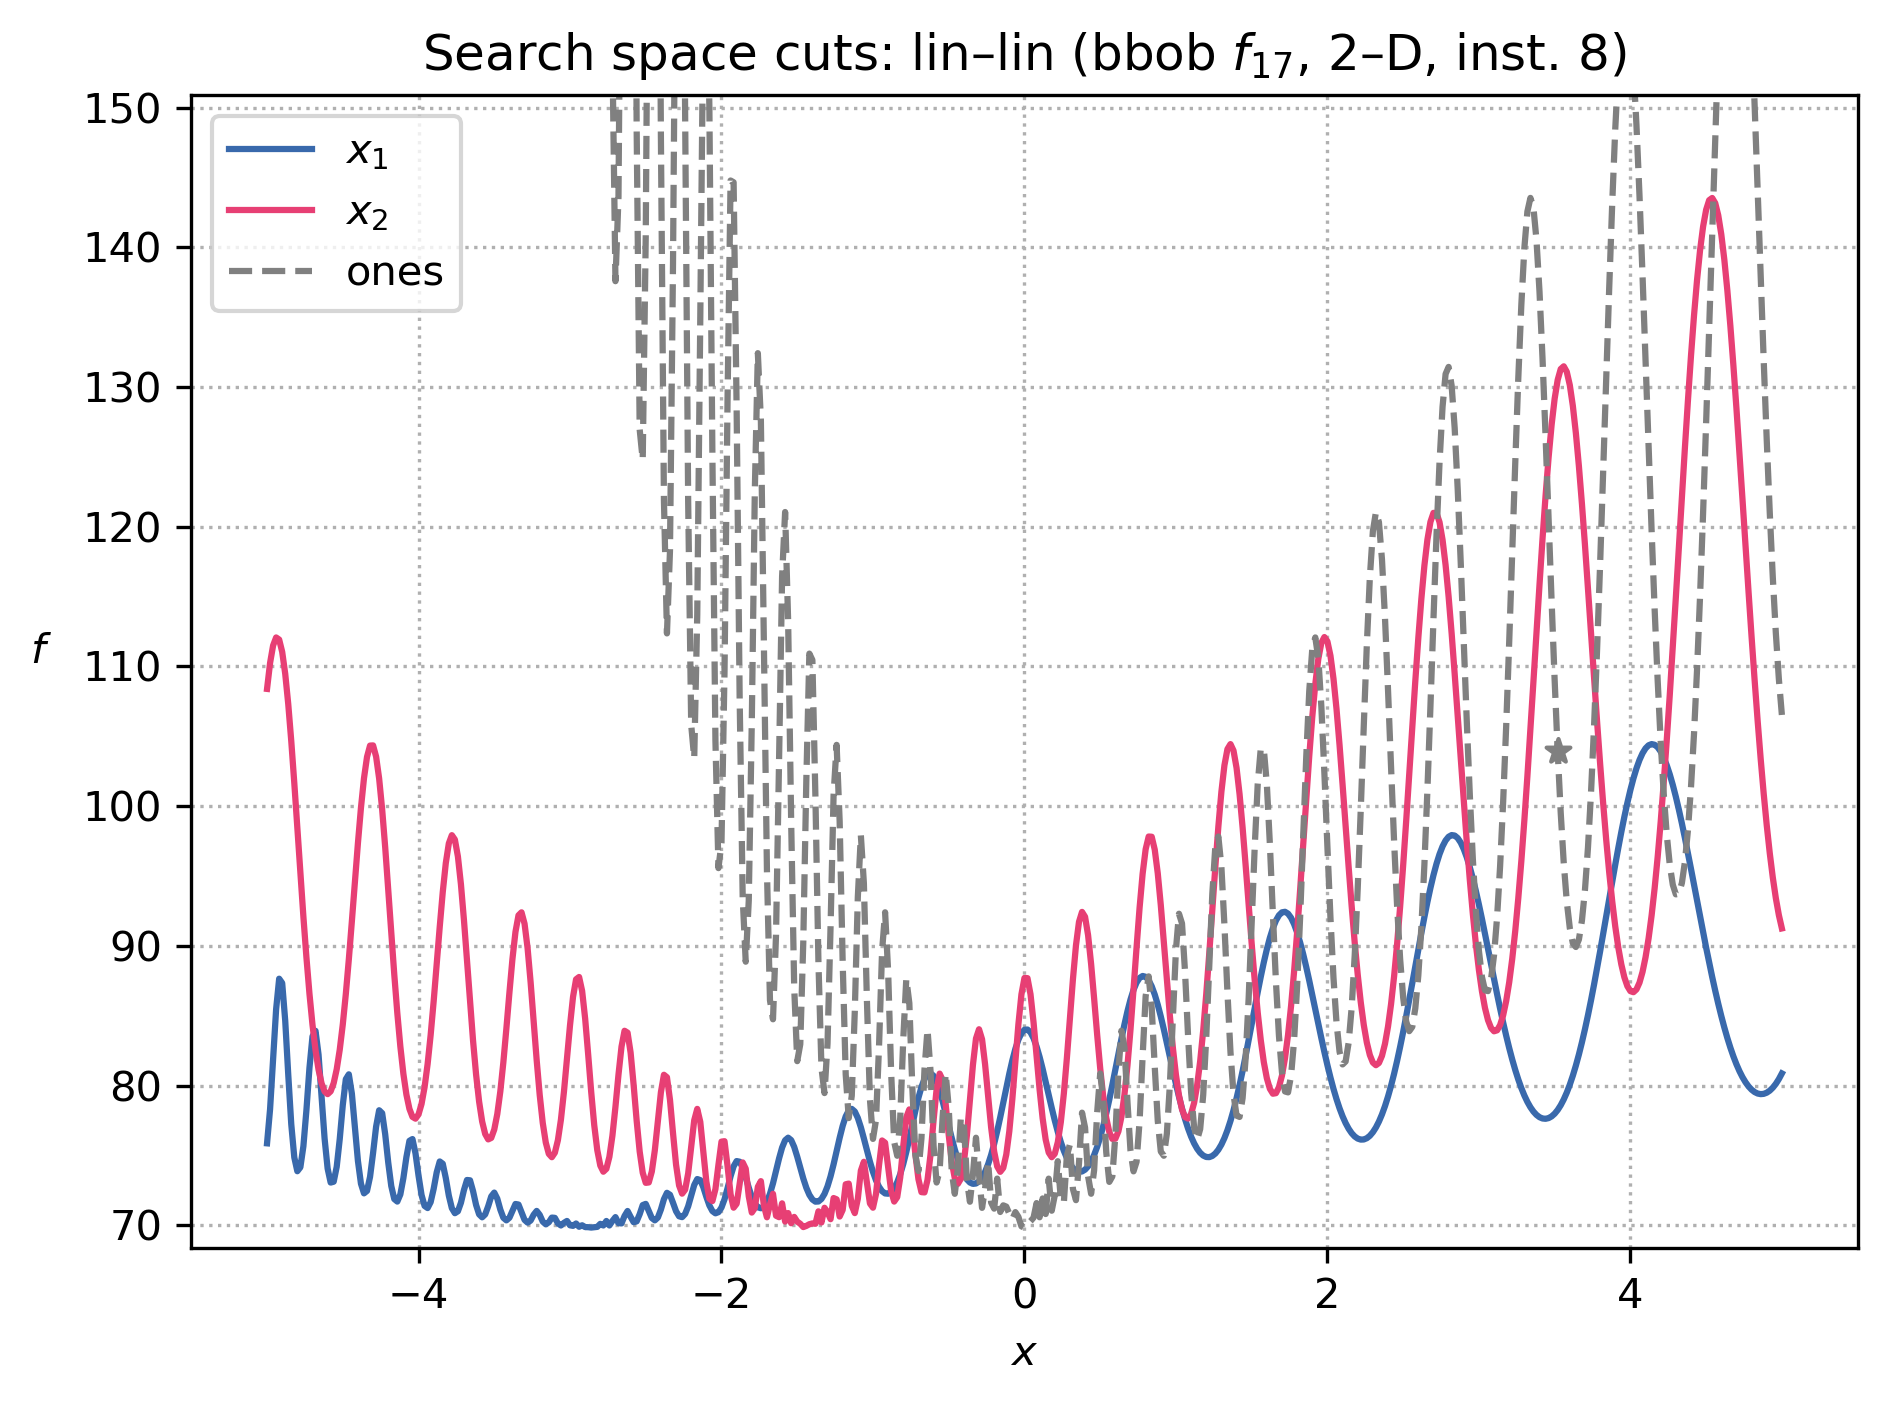 Search space cuts: lin–lin (bbob f₁₇, 2–D, inst. 8)
150
140
130
120
110
100
90
80
70
f
x₁
x₂
ones
−4
−2
0
2
4
x